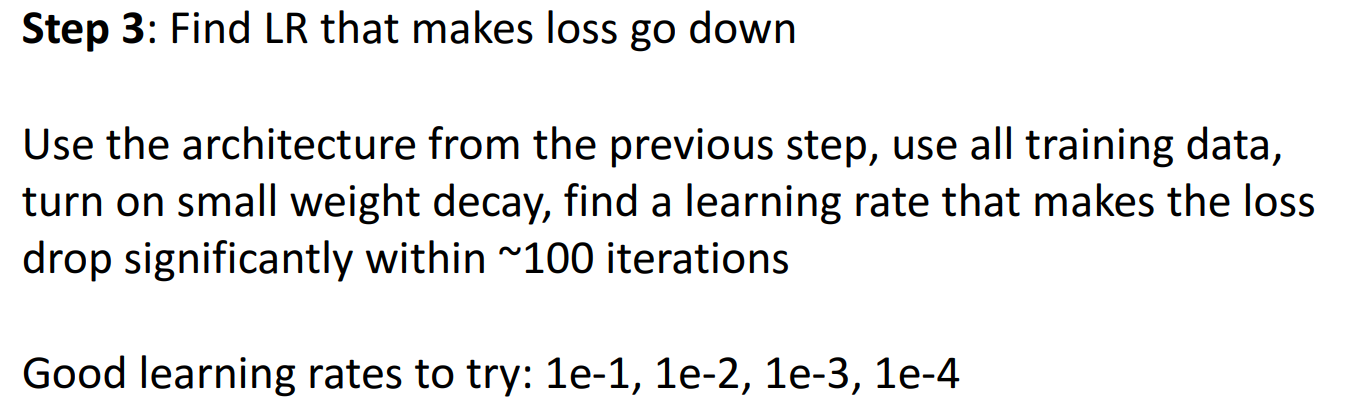 Step 3: Find LR that makes loss go down
Use the architecture from the previous step, use all training data,
turn on small weight decay, find a learning rate that makes the loss
drop significantly within ~100 iterations
Good learning rates to try: 1e-1, 1e-2, 1e-3, 1e-4